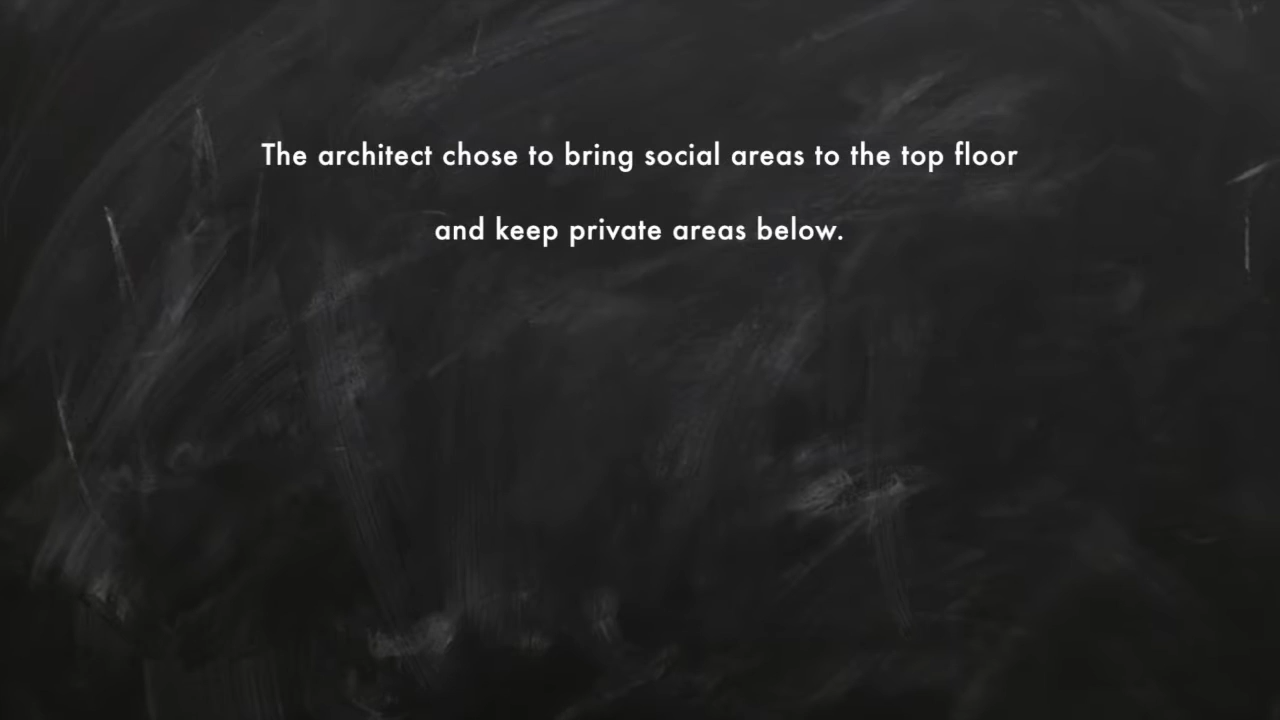 The architect chose to bring social areas to the top floor
and keep private areas below.